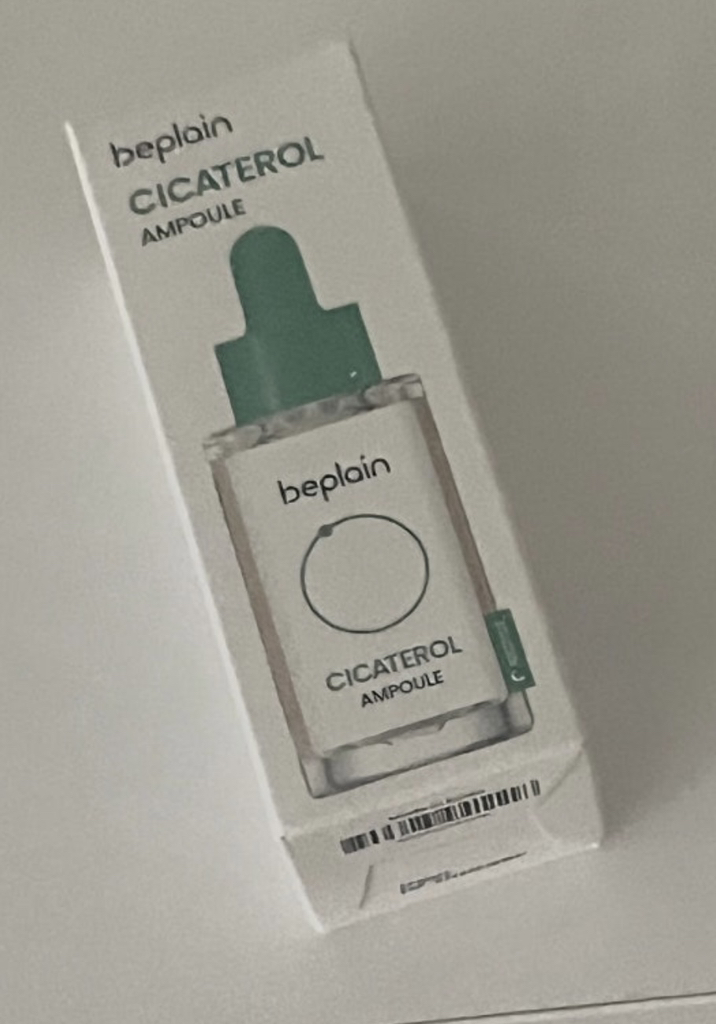 beplain
CICATEROL
AMPOULE
beplain
CICATEROL
AMPOULE